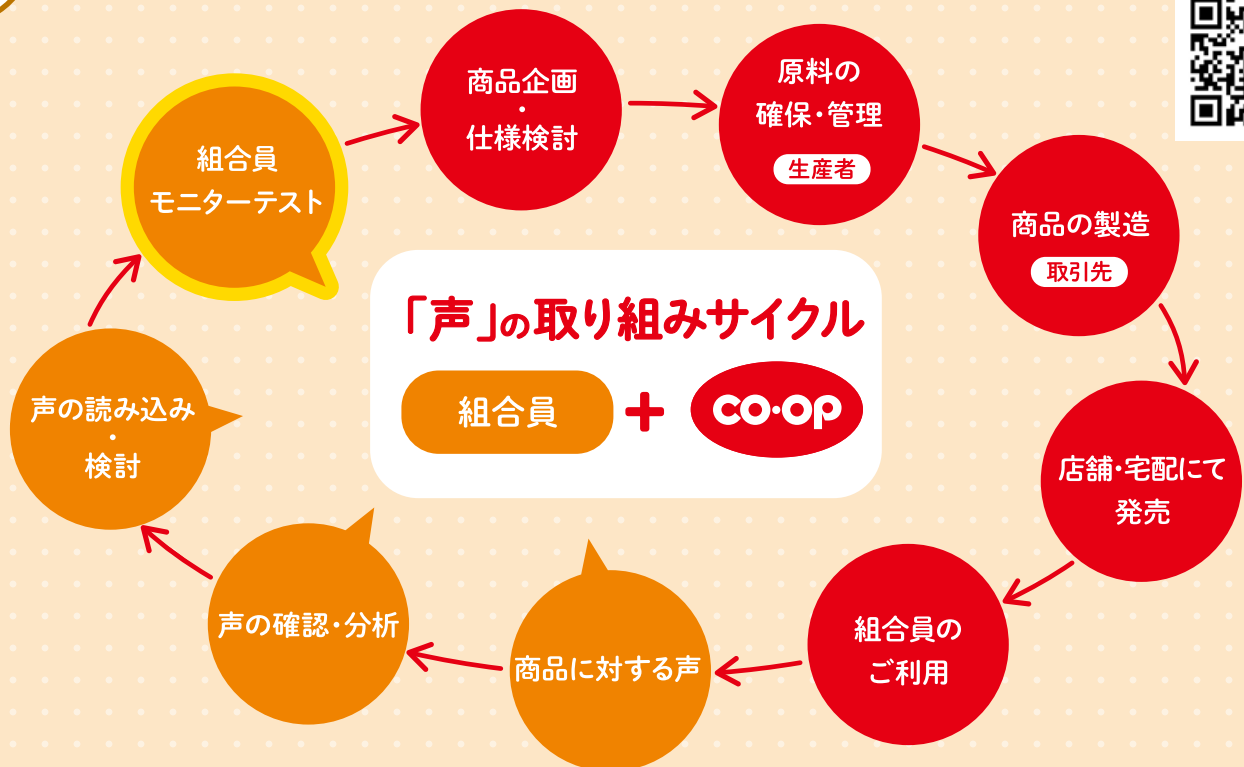 商品企画
・
仕様検討
原料の
確保・管理
生産者
商品の製造
取引先
店舗・宅配にて
発売
組合員の
ご利用
商品に対する声
声の確認・分析
声の読み込み
・
検討
組合員
モニターテスト
「声」の取り組みサイクル
組合員 + CO・OP